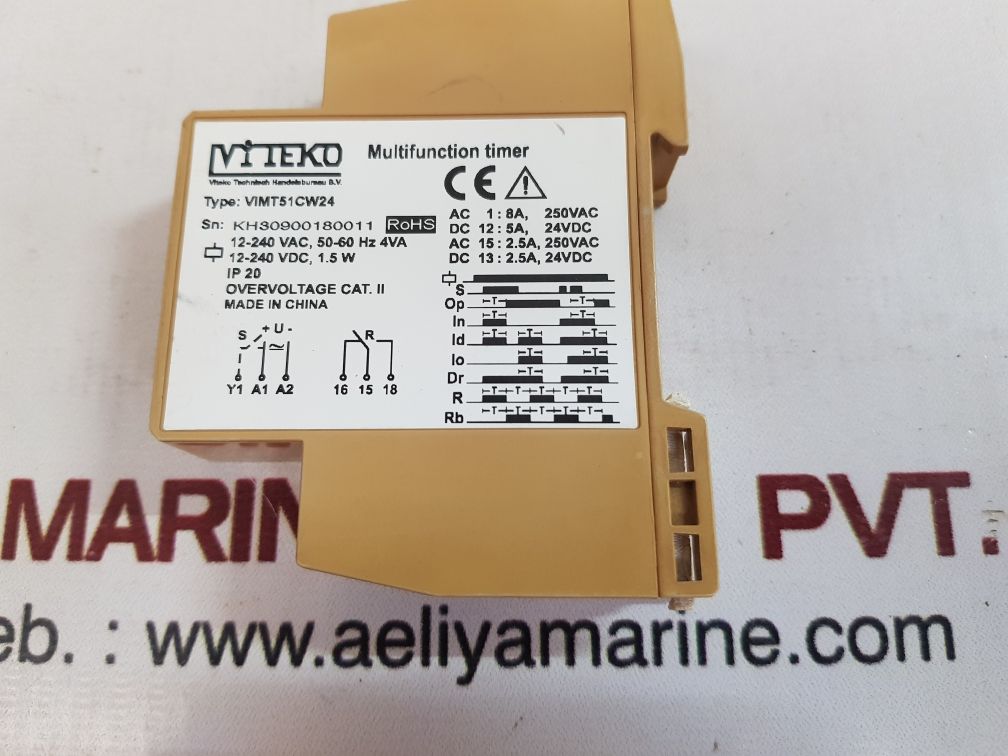 VITEKO
Viteko Technisch Handelsbureau B.V.
Multifunction timer
CE
Type: VIMT51CW24
Sn: KH30900180011 RoHS
12-240 VAC, 50-60 Hz 4VA
12-240 VDC, 1.5 W
IP 20
OVERVOLTAGE CAT. II
MADE IN CHINA
AC 1 : 8A, 250VAC
DC 12 : 5A, 24VDC
AC 15 : 2.5A, 250VAC
DC 13 : 2.5A, 24VDC
S + U -
Y1 A1 A2
R
16 15 18
S
Op T T
In T T
Id T T T
Io T T
Dr T T
R T T T T T
Rb T T T T T
MARIN PVT.
eb. : www.aeliyamarine.com